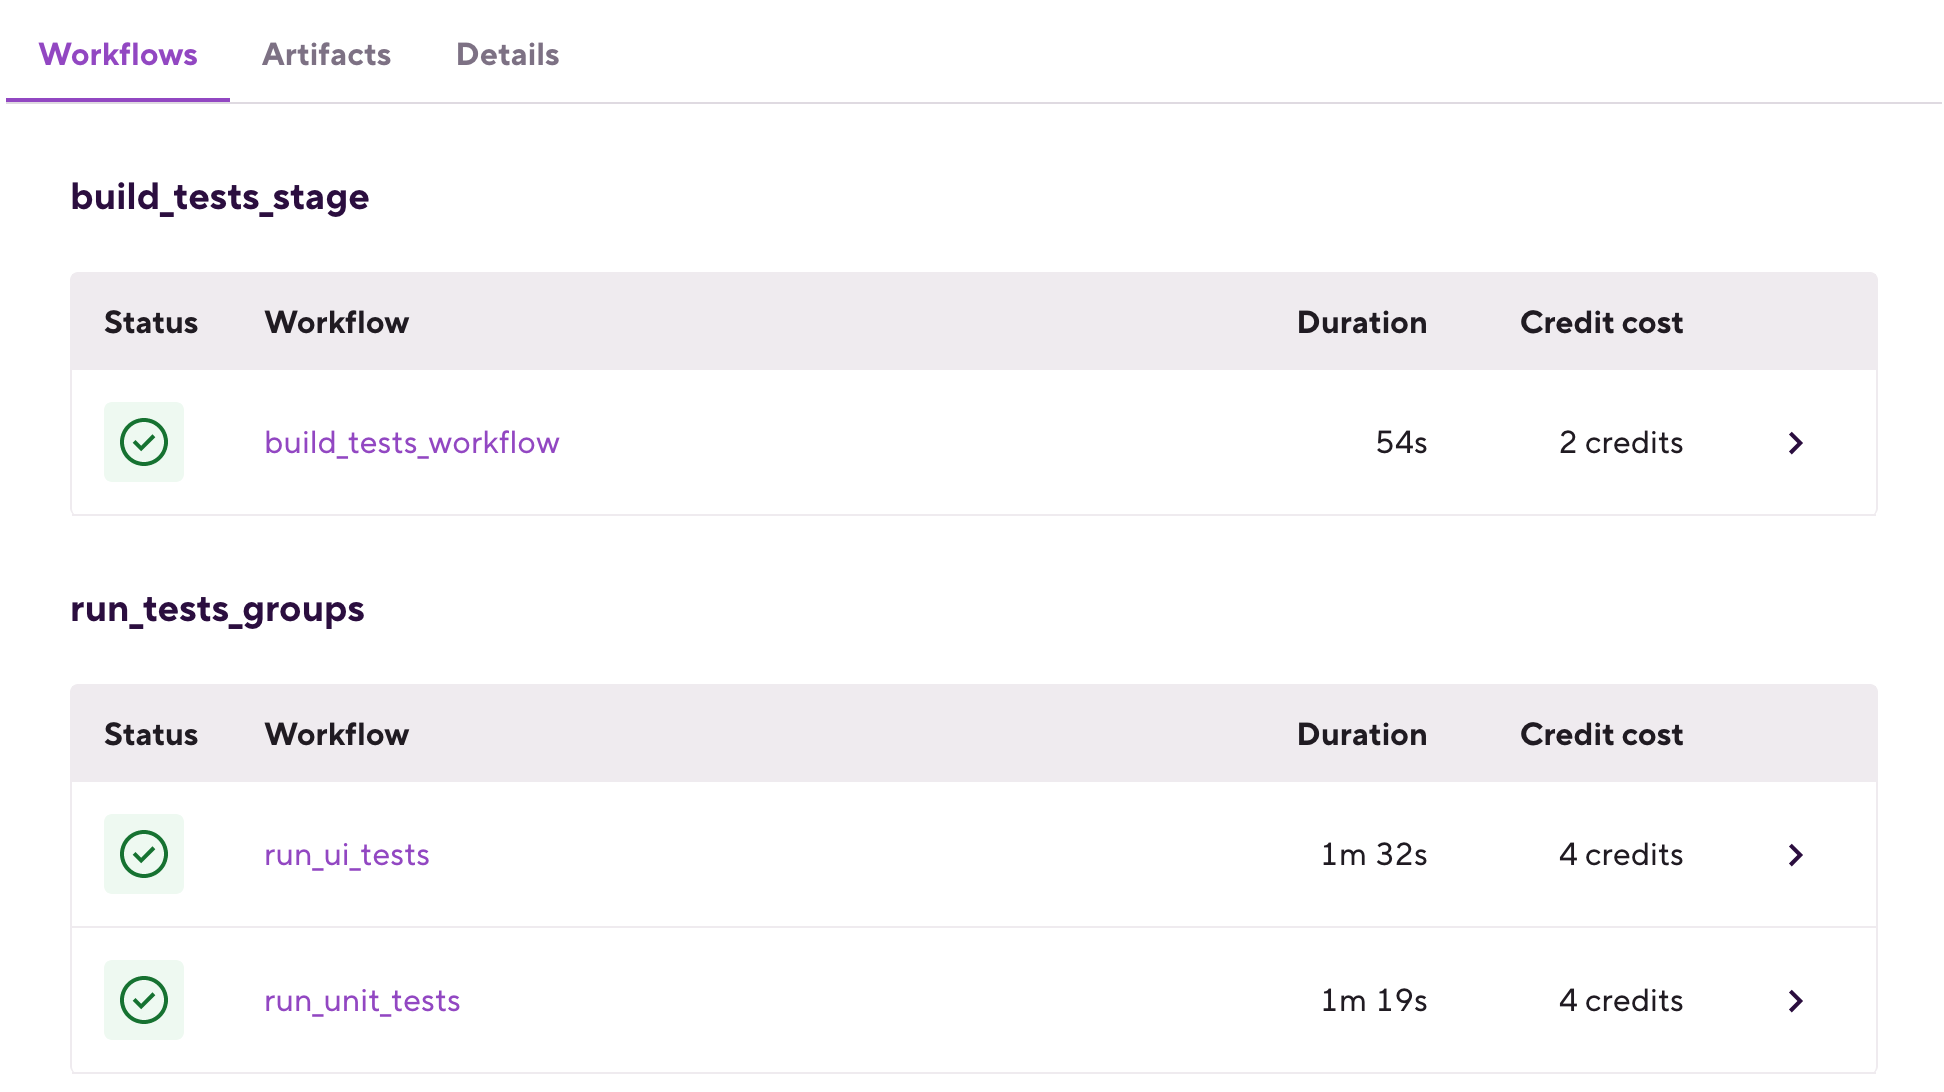 Workflows Artifacts Details
build_tests_stage
Status Workflow Duration Credit cost
build_tests_workflow 54s 2 credits
run_tests_groups
Status Workflow Duration Credit cost
run_ui_tests 1m 32s 4 credits
run_unit_tests 1m 19s 4 credits